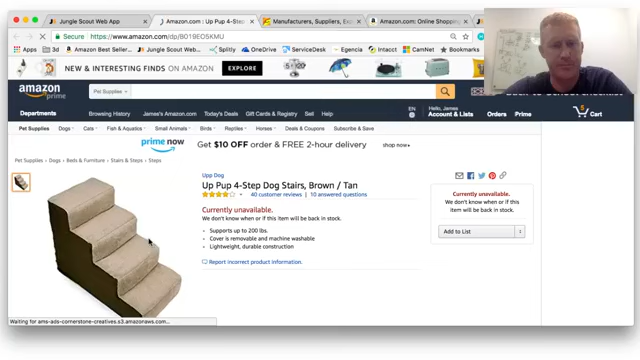 Jungle Scout Web App
Amazon.com : Up Pup 4-Step
Manufacturers, Suppliers, Ex
Amazon.com: Online Shopping
Jungle Scout Web App
Secure https://www.amazon.com/dp/B019EO5KMU
Apps 3d Amazon Best Seller... Splitly OneDrive ServiceDesk Egencia Intacct CamNet Other Bookmarks
NEW & INTERESTING FINDS ON AMAZON EXPLORE
amazon prime
Pet Supplies
Departments Browsing History James's Amazon.com Today's Deals Gift Cards & Registry Sell Help EN Hello, James Account & Lists Orders Prime 5 Cart
Pet Supplies Dogs Cats Fish & Aquatics Small Animals Birds Reptiles Horses Deals & Coupons Subscribe & Save
prime now Get $10 OFF order & FREE 2-hour delivery shop now
Pet Supplies › Dogs › Beds & Furniture › Stairs & Steps › Steps
Upp Dog
Up Pup 4-Step Dog Stairs, Brown / Tan
40 customer reviews | 10 answered questions
Currently unavailable.
We don't know when or if this item will be back in stock.
• Supports up to 200 lbs.
• Cover is removable and machine washable
• Lightweight, durable construction
Report incorrect product information.
Currently unavailable.
We don't know when or if this
item will be back in stock.
Add to List
Waiting for ams-ads-cornerstone-creatives.s3.amazonaws.com...